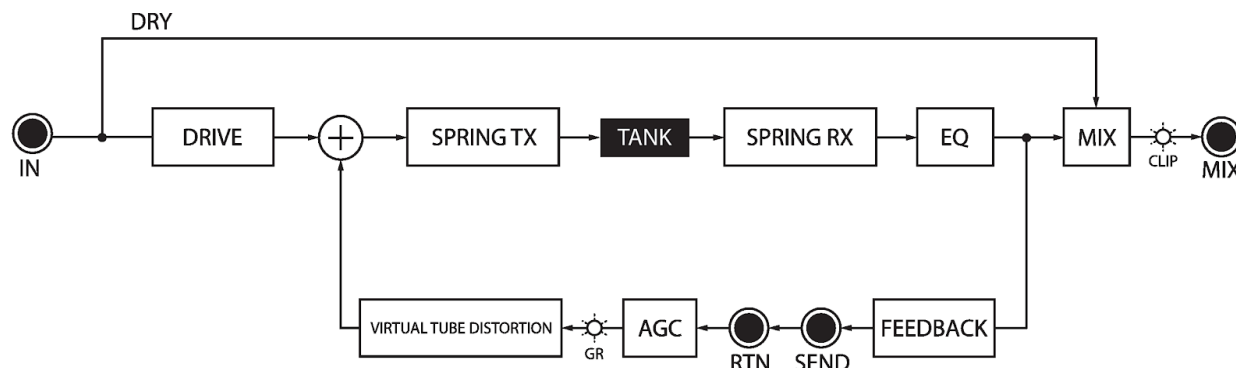 DRY
IN
DRIVE
+
SPRING TX
TANK
SPRING RX
EQ
MIX
CLIP
MIX
VIRTUAL TUBE DISTORTION
GR
AGC
RTN
SEND
FEEDBACK